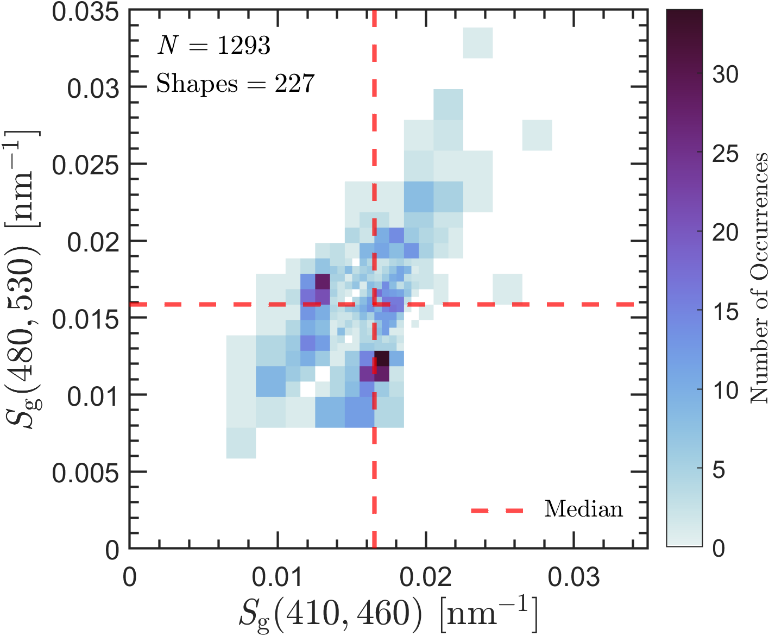 0.035
0.03
0.025
0.02
0.015
0.01
0.005
0
S_g(480, 530) [nm⁻¹]
N = 1293
Shapes = 227
Median
0 0.01 0.02 0.03
S_g(410, 460) [nm⁻¹]
30
25
20
15
10
5
0
Number of Occurrences